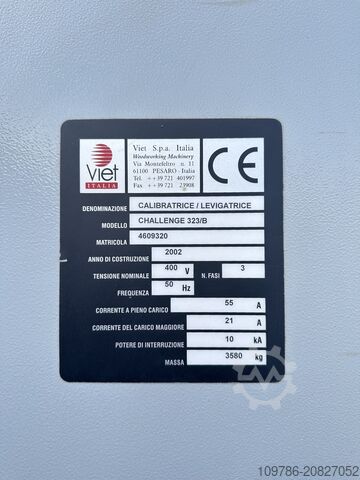 Viet
ITALIA
Viet S.p.a. Italia
Woodworking Machinery
Via Montefeltro n. 11
61100 PESARO - Italia
Tel. ++39 721 401997
Fax ++39 721 23908
CE
DENOMINAZIONE CALIBRATRICE / LEVIGATRICE
MODELLO CHALLENGE 323/B
MATRICOLA 4609320
ANNO DI COSTRUZIONE 2002
TENSIONE NOMINALE 400 V N. FASI 3
FREQUENZA 50 Hz
CORRENTE A PIENO CARICO 55 A
CORRENTE DEL CARICO MAGGIORE 21 A
POTERE DI INTERRUZIONE 10 kA
MASSA 3580 kg
109786-20827052